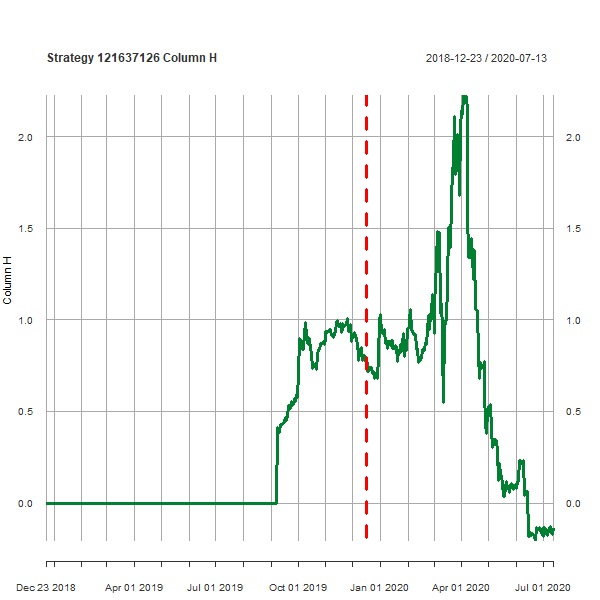 Strategy 121637126 Column H
2018-12-23 / 2020-07-13
2.0
2.0
1.5
1.5
Column H
1.0
1.0
0.5
0.5
0.0
0.0
Dec 23 2018
Apr 01 2019
Jul 01 2019
Oct 01 2019
Jan 01 2020
Apr 01 2020
Jul 01 2020